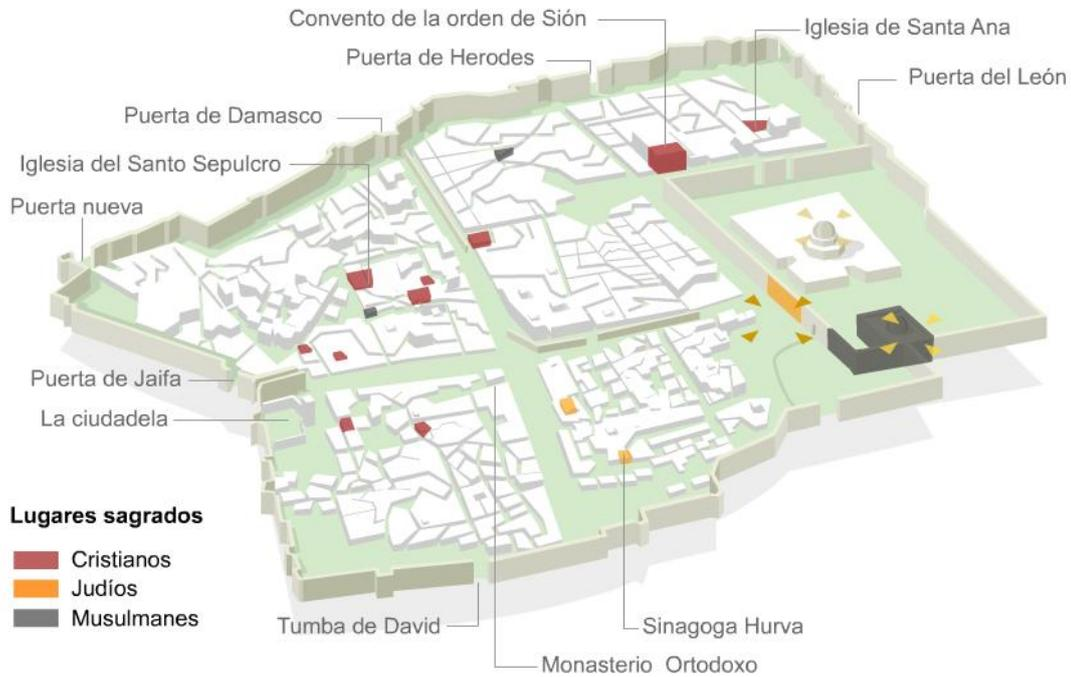 Convento de la orden de Sión
Iglesia de Santa Ana
Puerta de Herodes
Puerta del León
Puerta de Damasco
Iglesia del Santo Sepulcro
Puerta nueva
Puerta de Jaifa
La ciudadela
Lugares sagrados
Cristianos
Judíos
Musulmanes
Tumba de David
Sinagoga Hurva
Monasterio Ortodoxo